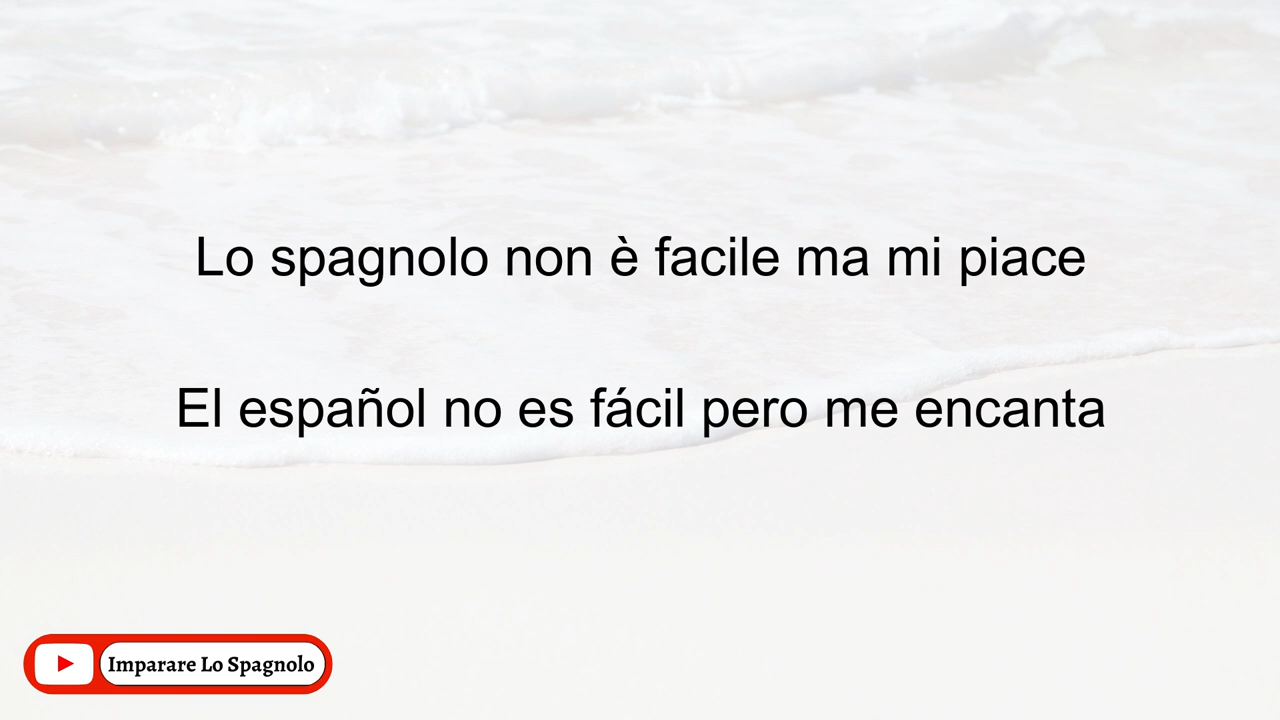 Lo spagnolo non è facile ma mi piace
El español no es fácil pero me encanta
Imparare Lo Spagnolo